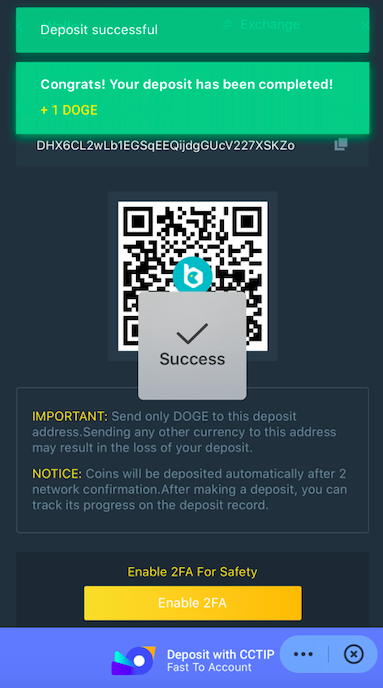 Exchange
Deposit successful
Congrats! Your deposit has been completed!
+ 1 DOGE
DHX6CL2wLb1EGSqEEQijdgGUcV227XSKZo
Success
IMPORTANT: Send only DOGE to this deposit
address.Sending any other currency to this address
may result in the loss of your deposit.
NOTICE: Coins will be deposited automatically after 2
network confirmation.After making a deposit, you can
track its progress on the deposit record.
Enable 2FA For Safety
Enable 2FA
Deposit with CCTIP
Fast To Account